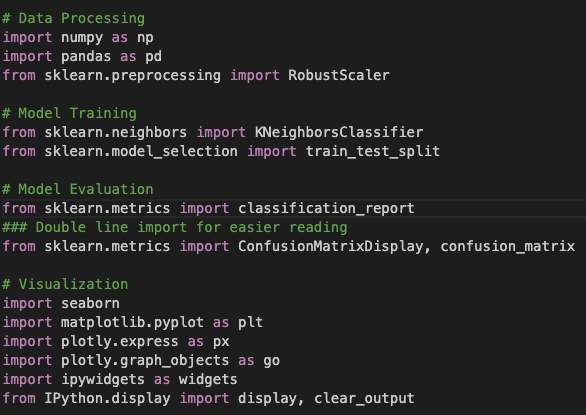 # Data Processing
import numpy as np
import pandas as pd
from sklearn.preprocessing import RobustScaler
# Model Training
from sklearn.neighbors import KNeighborsClassifier
from sklearn.model_selection import train_test_split
# Model Evaluation
from sklearn.metrics import classification_report
### Double line import for easier reading
from sklearn.metrics import ConfusionMatrixDisplay, confusion_matrix
# Visualization
import seaborn
import matplotlib.pyplot as plt
import plotly.express as px
import plotly.graph_objects as go
import ipywidgets as widgets
from IPython.display import display, clear_output